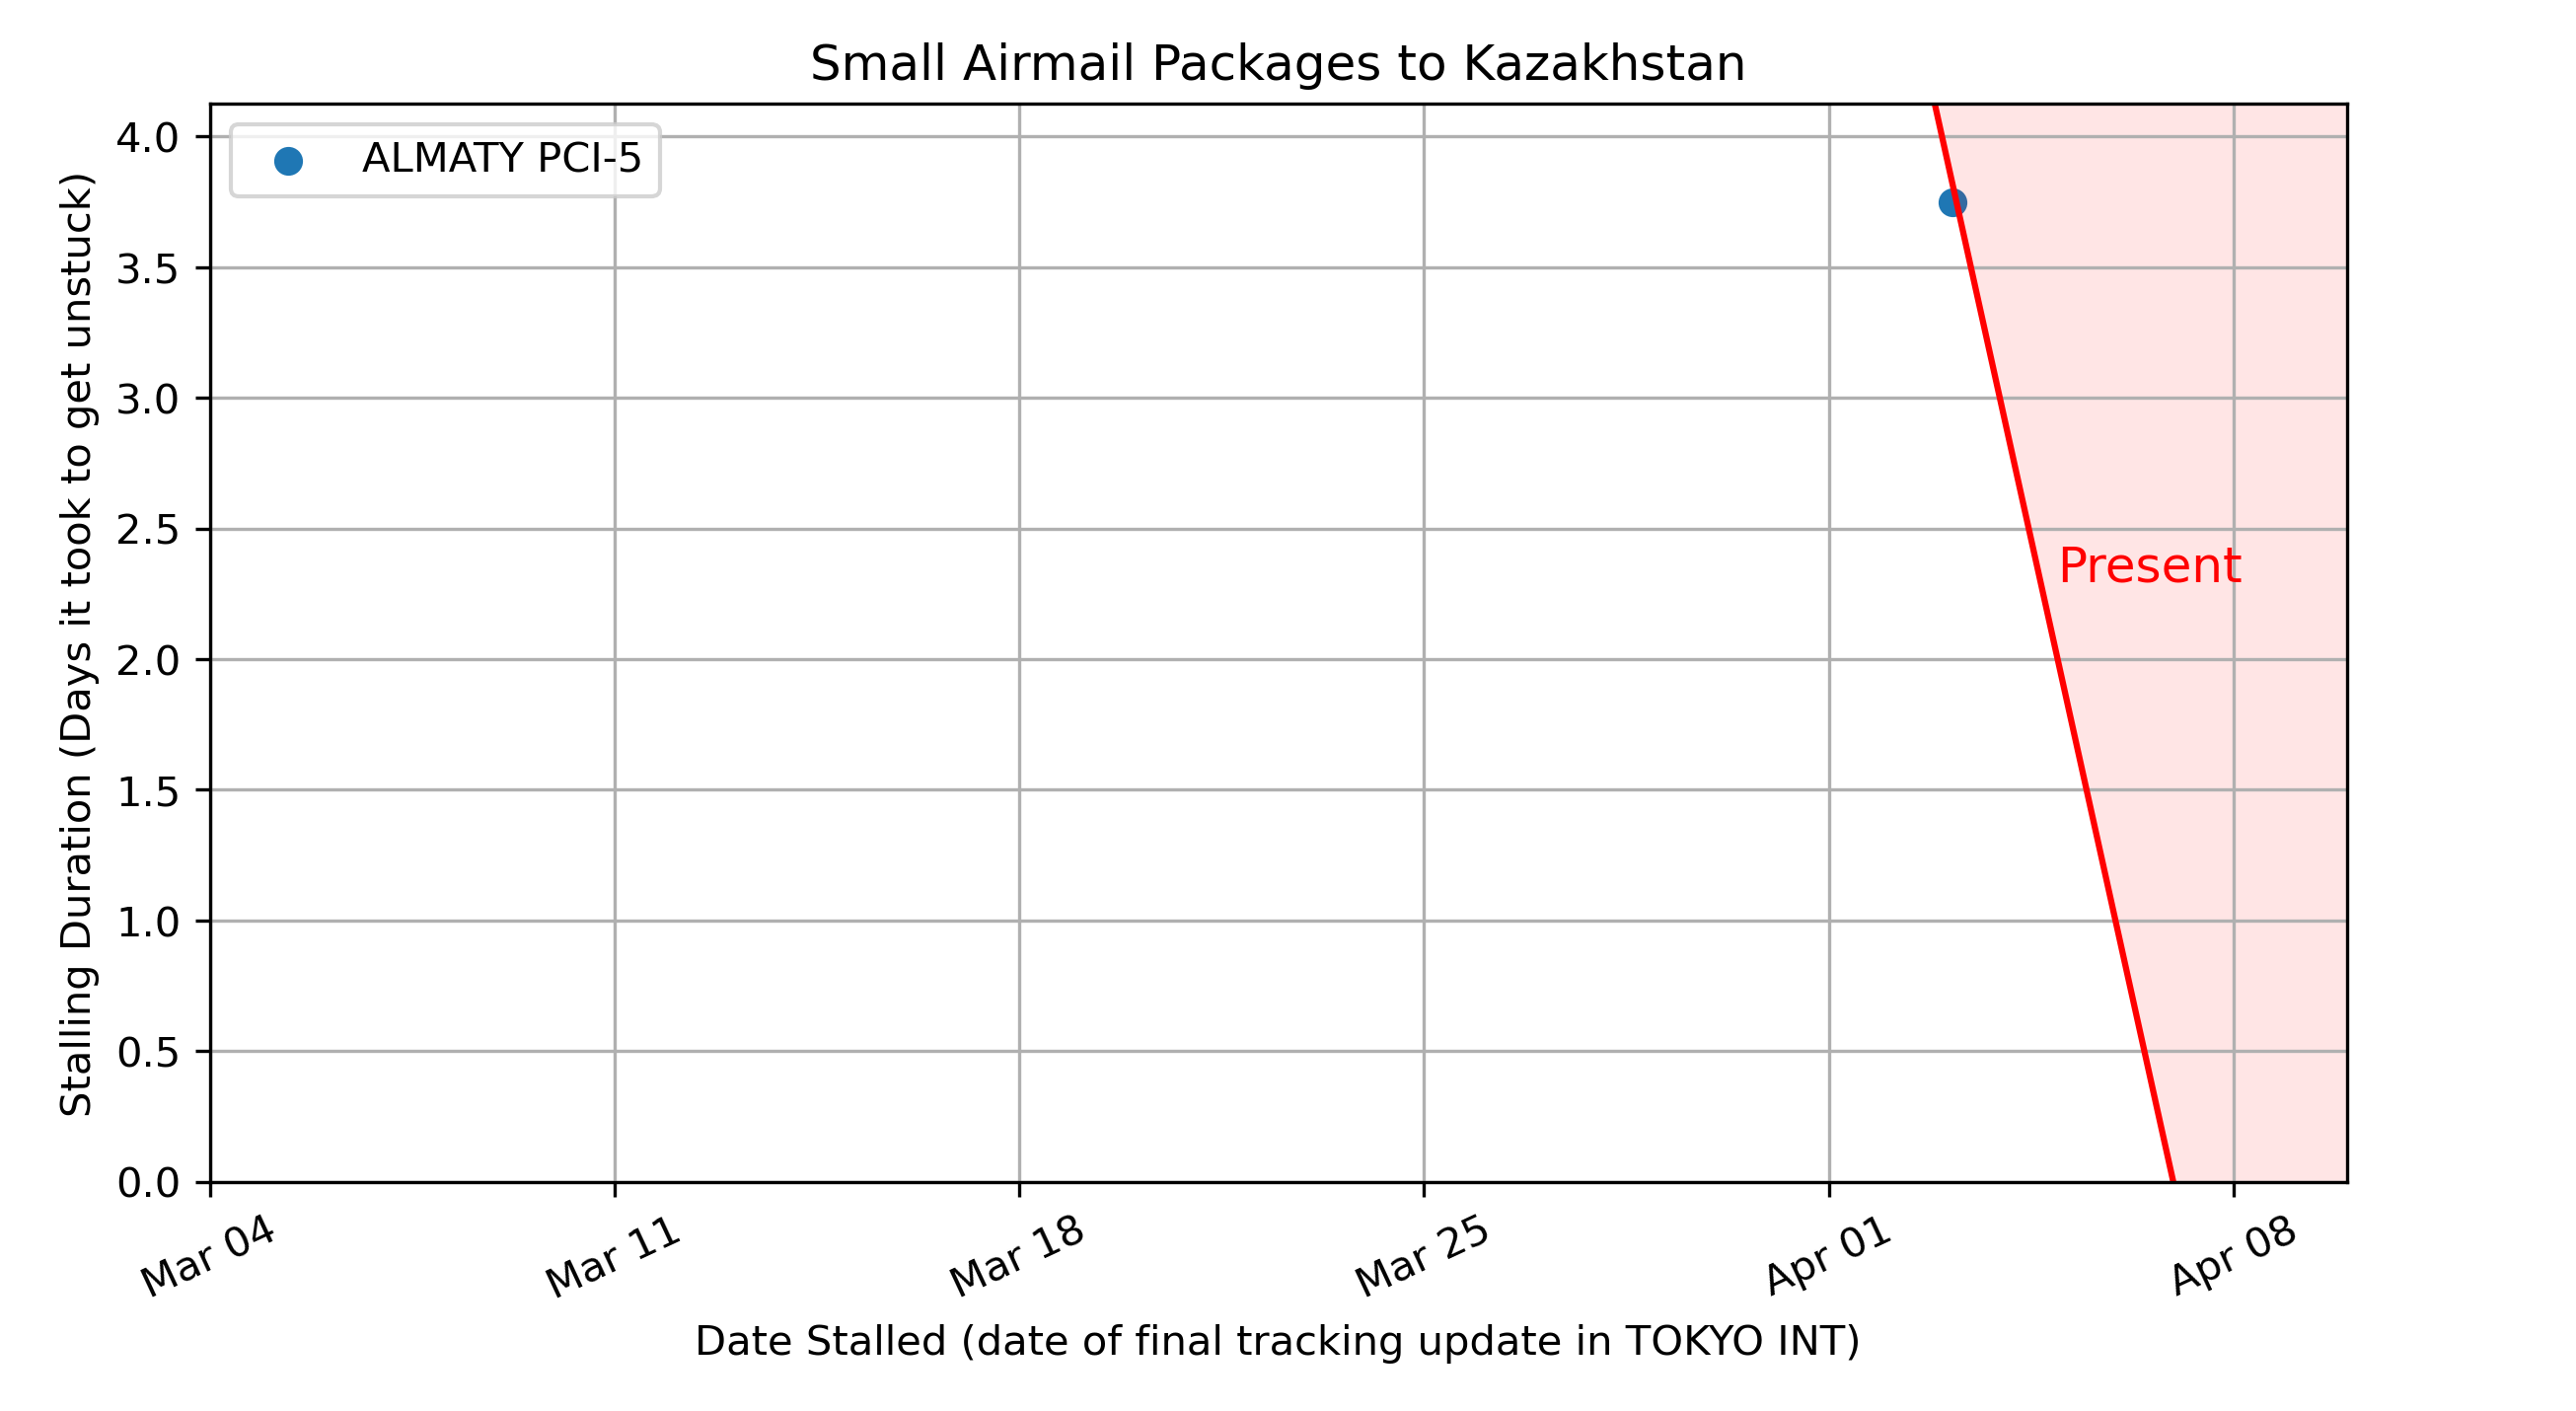 Small Airmail Packages to Kazakhstan
ALMATY PCI-5
Stalling Duration (Days it took to get unstuck)
4.0
3.5
3.0
2.5
2.0
1.5
1.0
0.5
0.0
Present
Mar 04
Mar 11
Mar 18
Mar 25
Apr 01
Apr 08
Date Stalled (date of final tracking update in TOKYO INT)